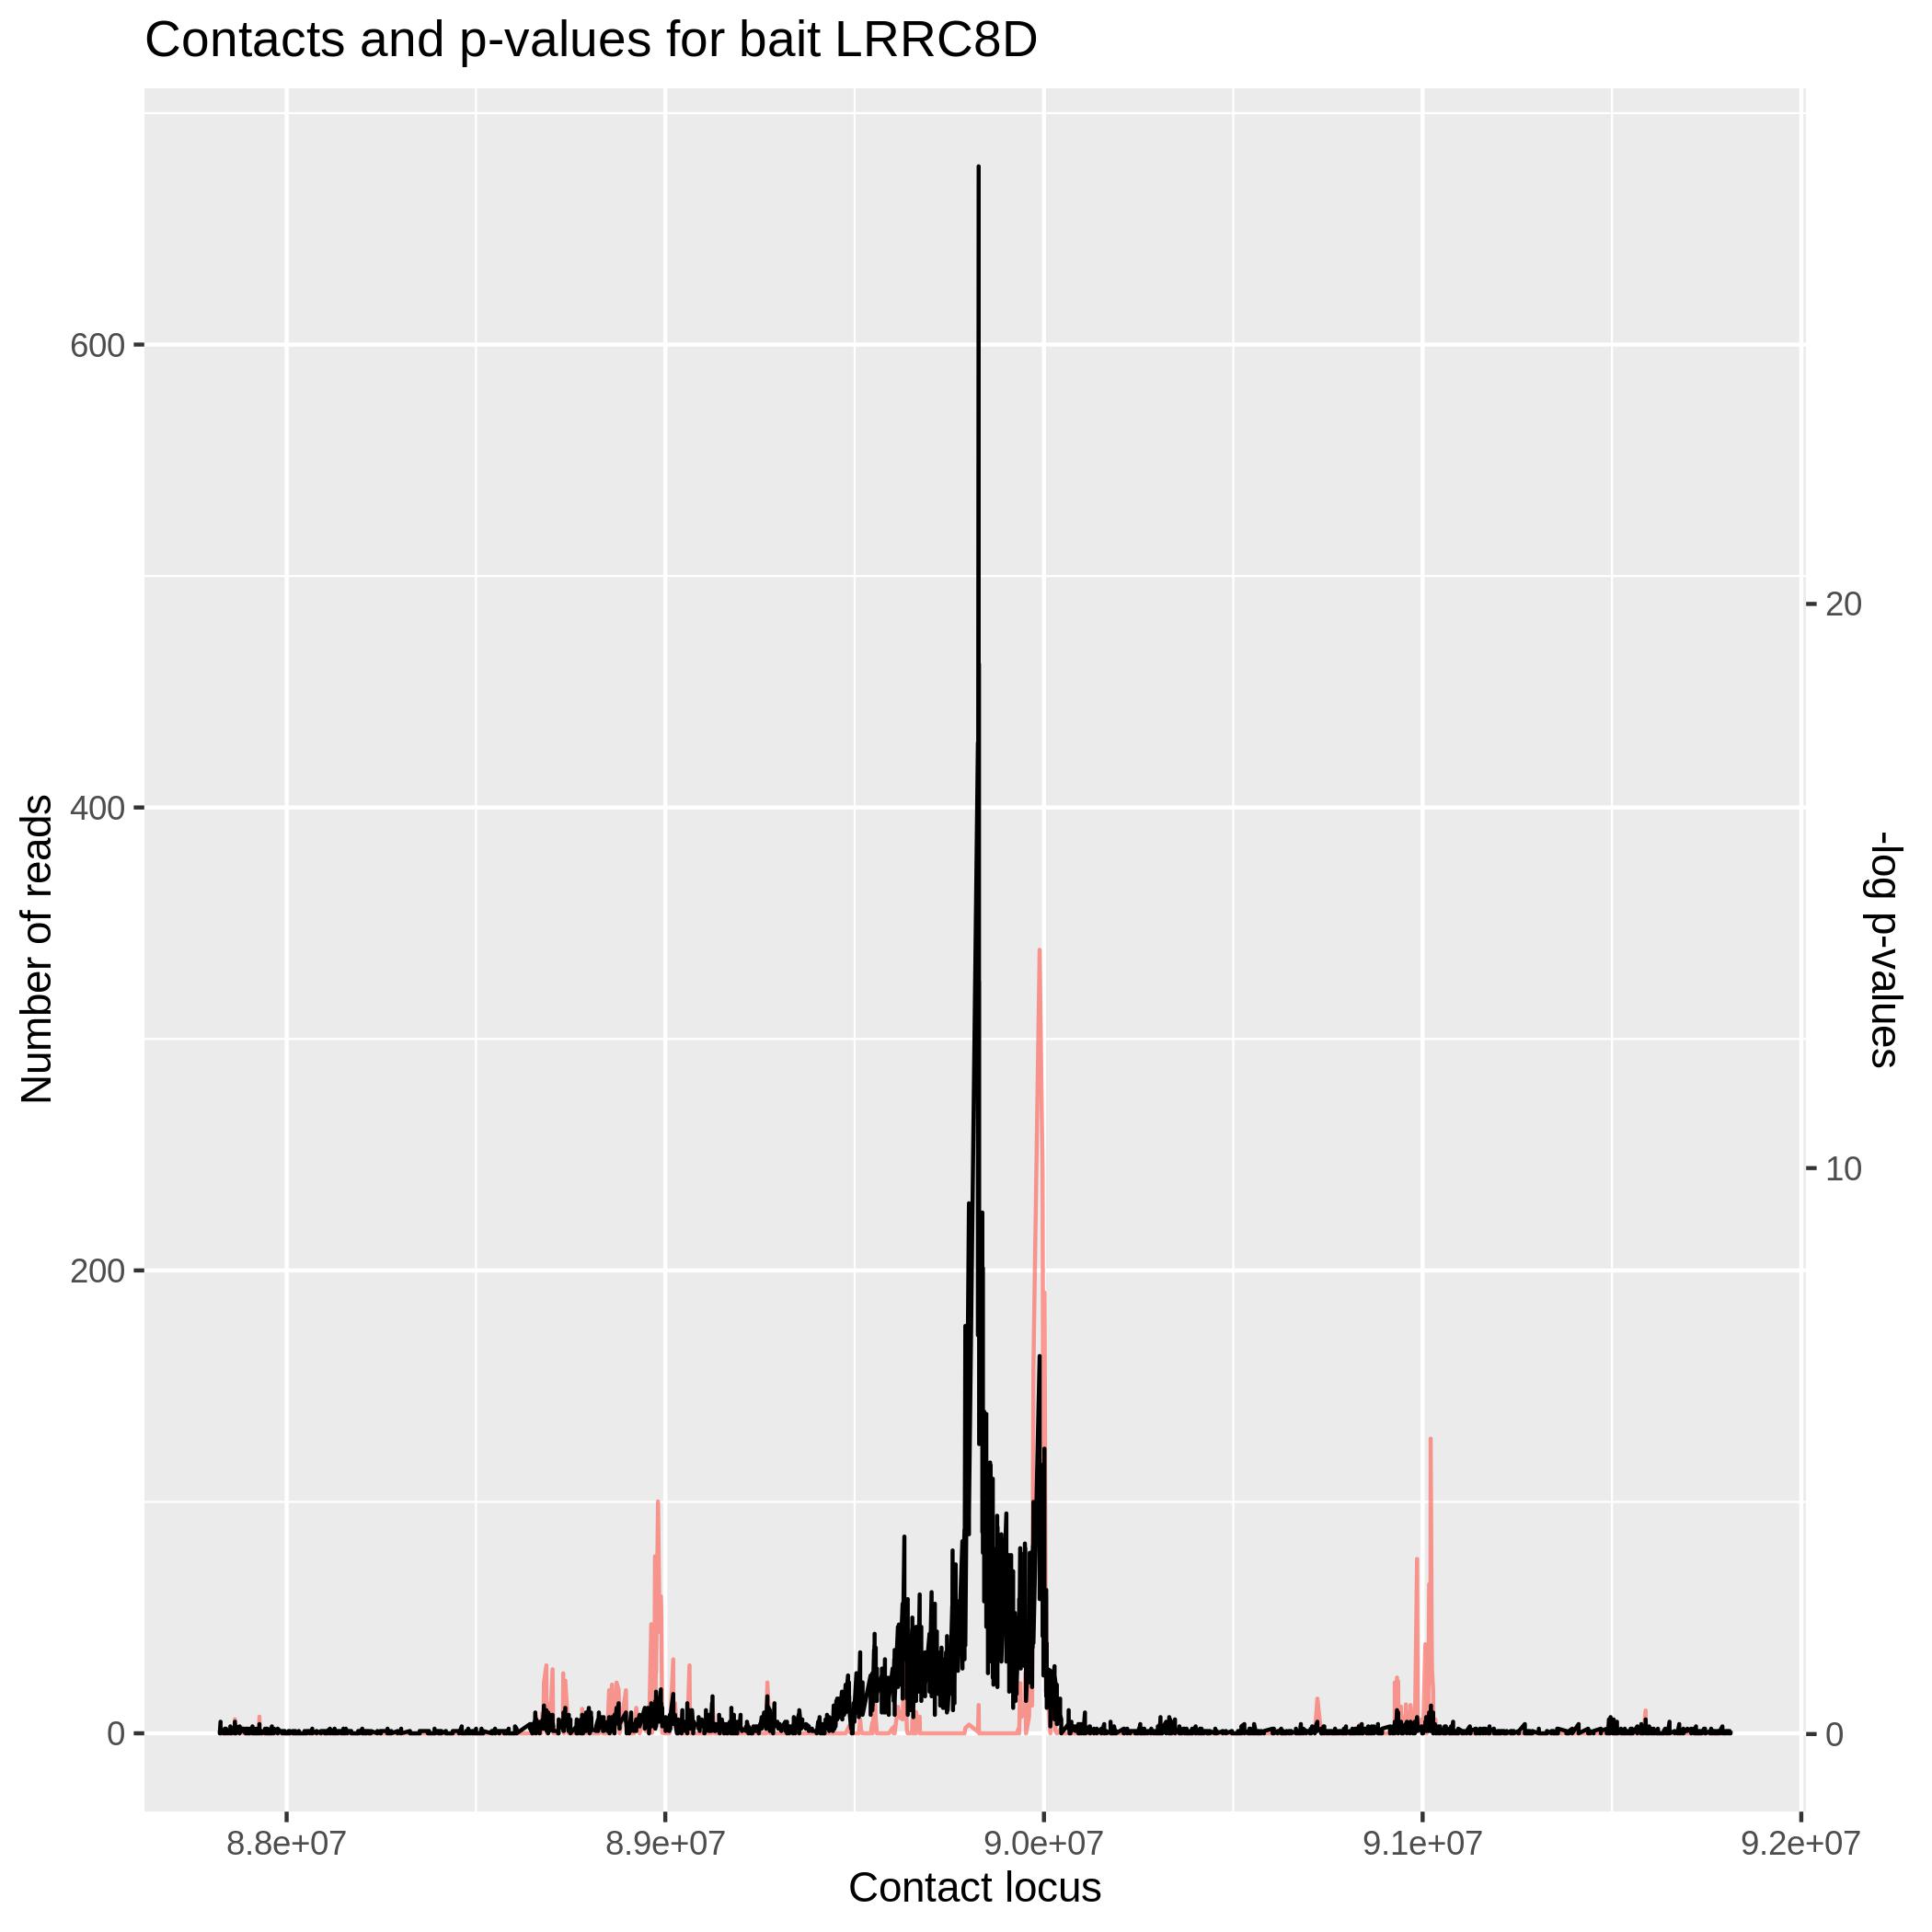 Contacts and p-values for bait LRRC8D
Number of reads
600
400
200
0
20
10
0
-log p-values
8.8e+07
8.9e+07
9.0e+07
9.1e+07
9.2e+07
Contact locus